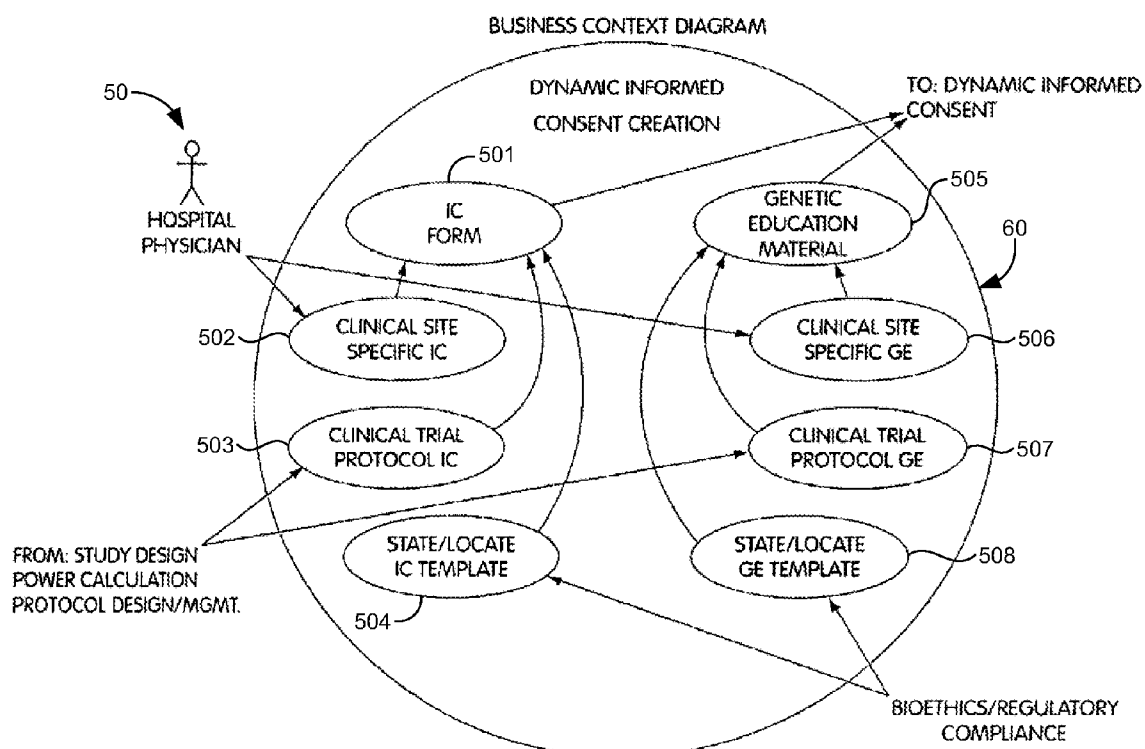 BUSINESS CONTEXT DIAGRAM
DYNAMIC INFORMED
CONSENT CREATION
TO: DYNAMIC INFORMED
CONSENT
50
HOSPITAL
PHYSICIAN
501
IC
FORM
GENETIC
EDUCATION
MATERIAL
505
60
502
CLINICAL SITE
SPECIFIC IC
CLINICAL SITE
SPECIFIC GE
506
503
CLINICAL TRIAL
PROTOCOL IC
CLINICAL TRIAL
PROTOCOL GE
507
FROM: STUDY DESIGN
POWER CALCULATION
PROTOCOL DESIGN/MGMT.
STATE/LOCATE
IC TEMPLATE
504
STATE/LOCATE
GE TEMPLATE
508
BIOETHICS/REGULATORY
COMPLIANCE